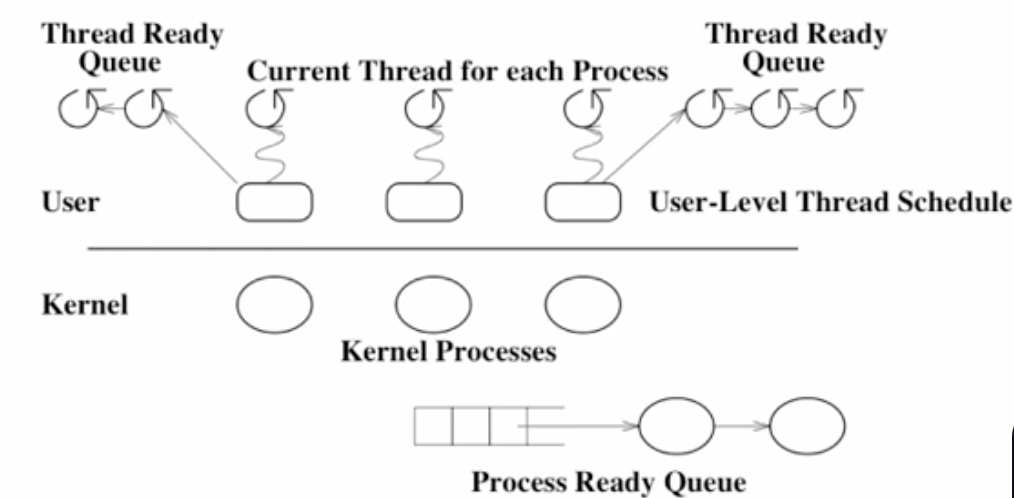 Thread Ready
Queue
Current Thread for each Process
Thread Ready
Queue
User
User-Level Thread Schedule
Kernel
Kernel Processes
Process Ready Queue